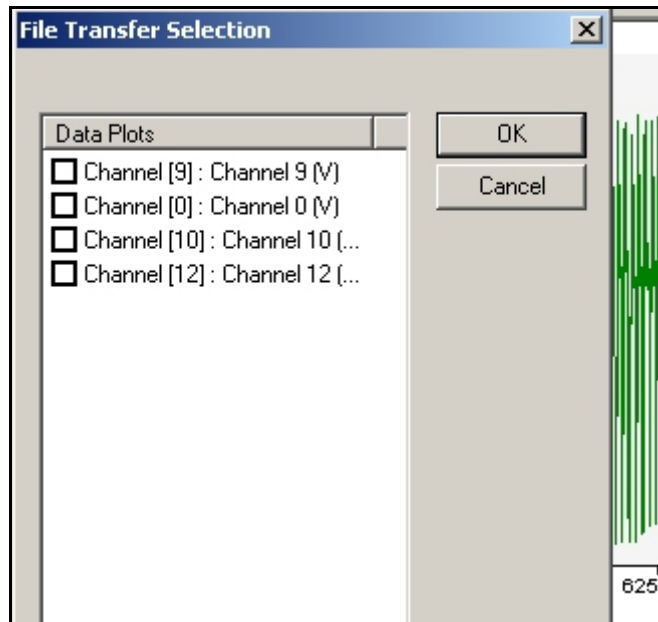 File Transfer Selection
Data Plots
OK
Channel [9] : Channel 9 (V)
Cancel
Channel [0] : Channel 0 (V)
Channel [10] : Channel 10 (...
Channel [12] : Channel 12 (...
625